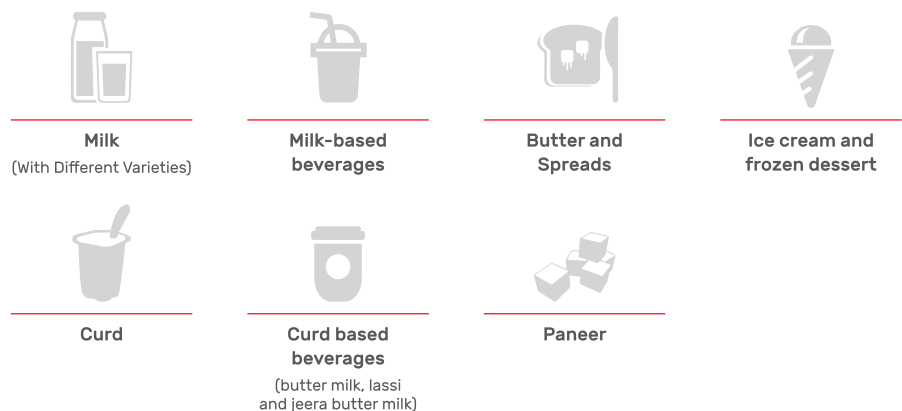 Milk
(With Different Varieties)
Milk-based
beverages
Butter and
Spreads
Ice cream and
frozen dessert
Curd
Curd based
beverages
(butter milk, lassi
and jeera butter milk)
Paneer